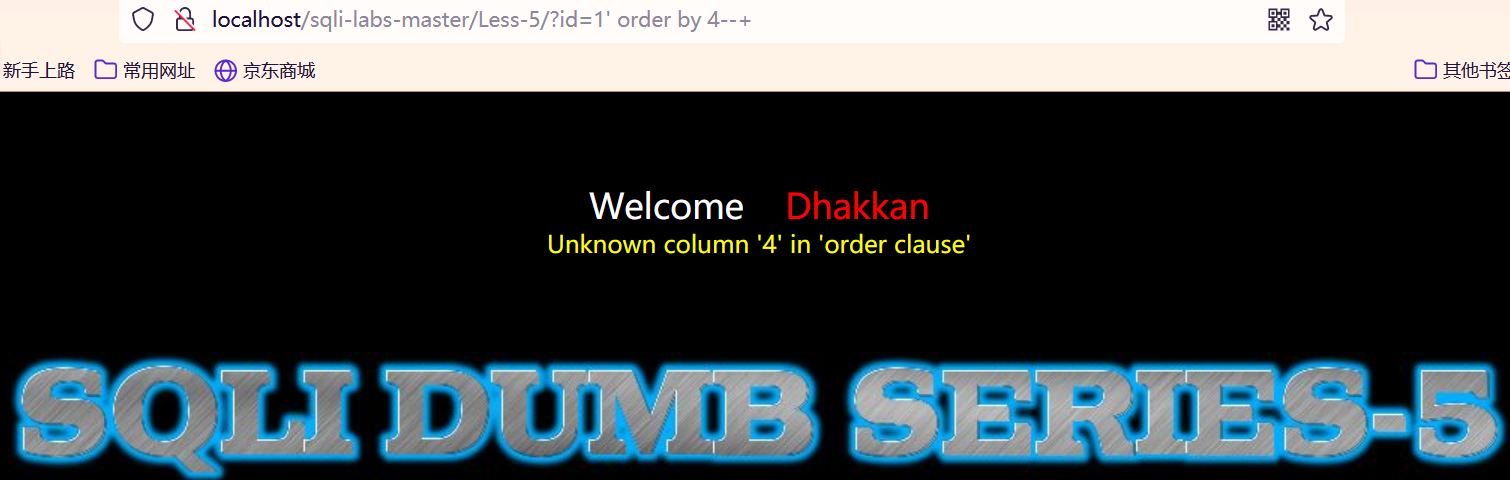 localhost/sqli-labs-master/Less-5/?id=1' order by 4--+
新手上路 常用网址 京东商城 其他书签
Welcome Dhakkan
Unknown column '4' in 'order clause'
SQLI DUMB SERIES-5